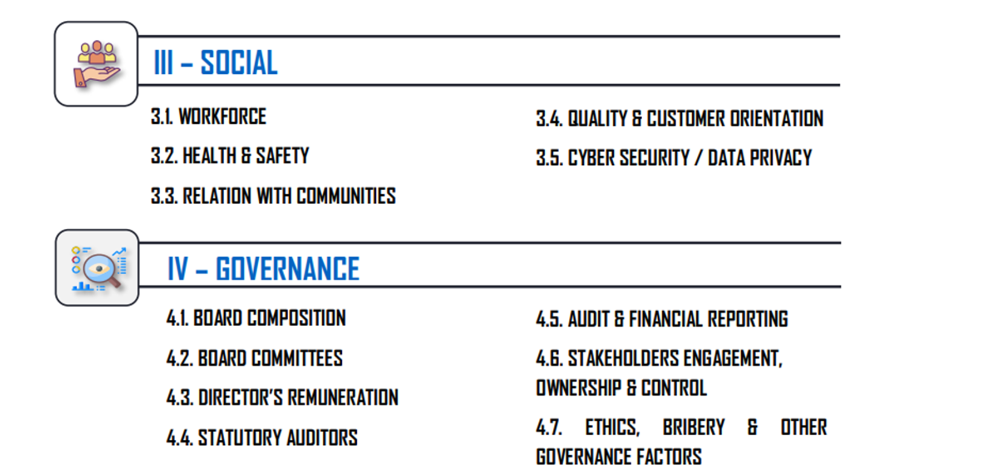 III – SOCIAL
3.1. WORKFORCE
3.2. HEALTH & SAFETY
3.3. RELATION WITH COMMUNITIES
3.4. QUALITY & CUSTOMER ORIENTATION
3.5. CYBER SECURITY / DATA PRIVACY
IV – GOVERNANCE
4.1. BOARD COMPOSITION
4.2. BOARD COMMITTEES
4.3. DIRECTOR’S REMUNERATION
4.4. STATUTORY AUDITORS
4.5. AUDIT & FINANCIAL REPORTING
4.6. STAKEHOLDERS ENGAGEMENT,
OWNERSHIP & CONTROL
4.7. ETHICS, BRIBERY & OTHER
GOVERNANCE FACTORS